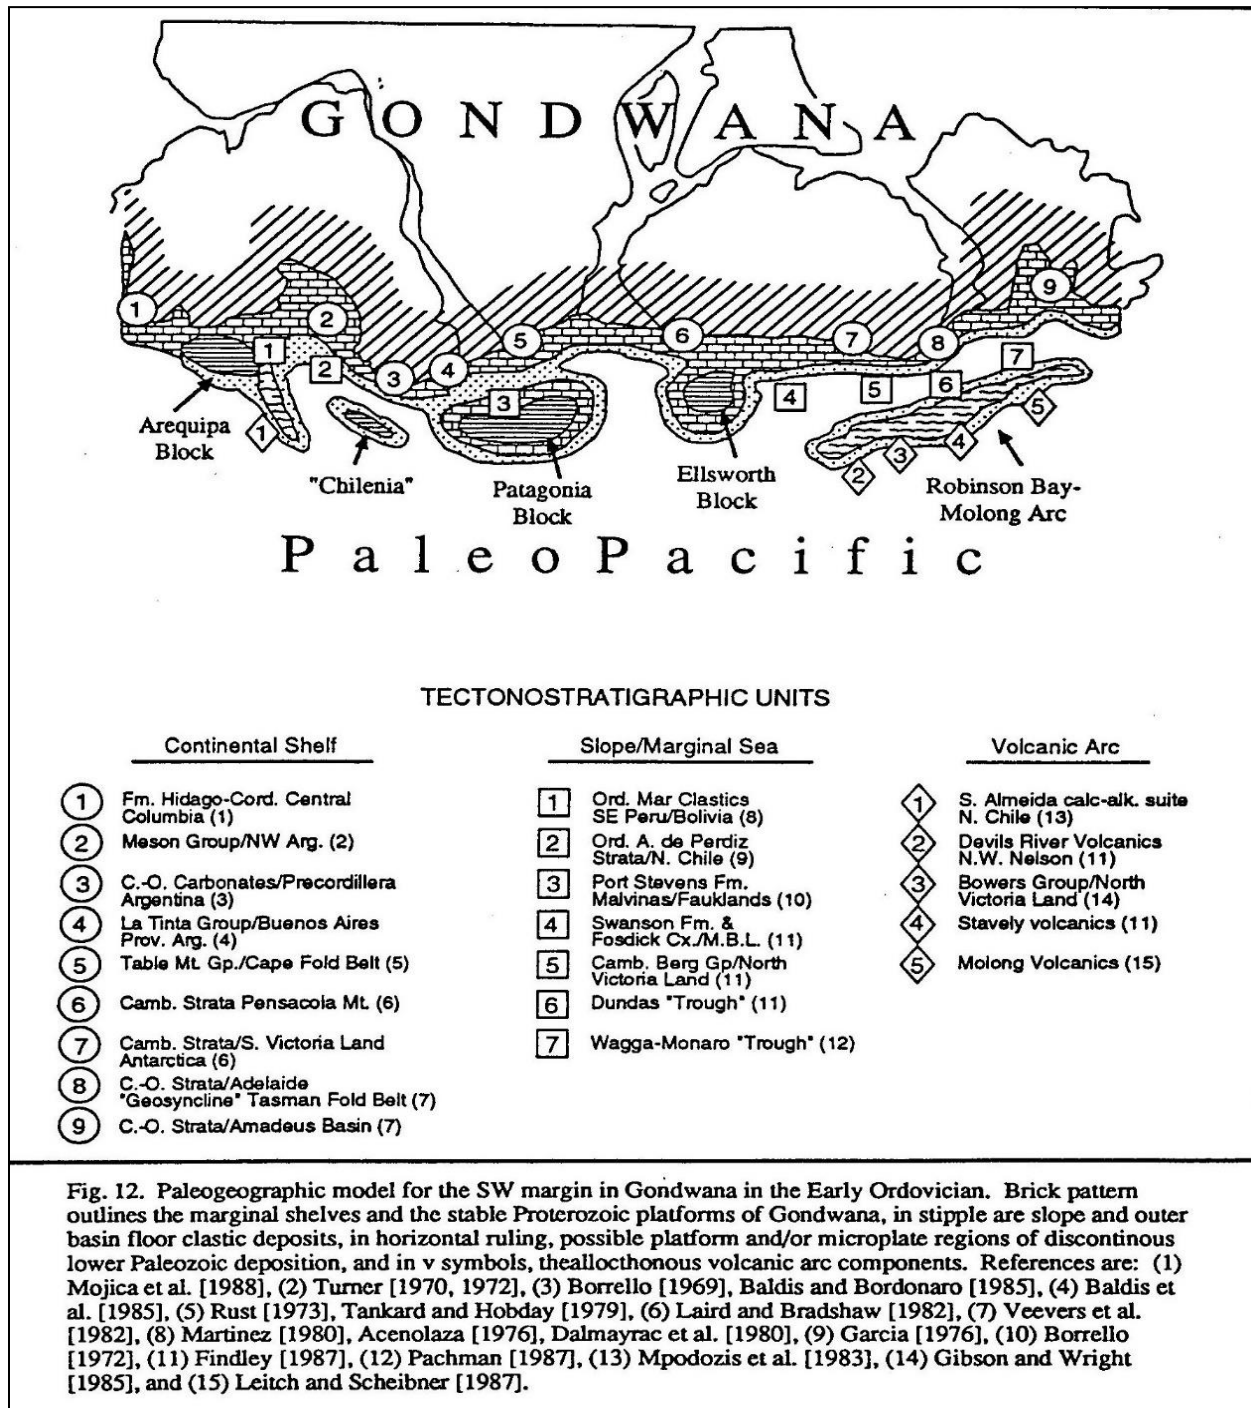 G O N D W A N A
1
2
3
4
5
6
7
8
9
1
2
3
4
5
6
7
1
2
3
4
5
Arequipa
Block
"Chilenia"
Patagonia
Block
Ellsworth
Block
Robinson Bay-
Molong Arc
P a l e o P a c i f i c
TECTONOSTRATIGRAPHIC UNITS
Continental Shelf
1 Fm. Hidago-Cord. Central
Columbia (1)
2 Meson Group/NW Arg. (2)
3 C.-O. Carbonates/Precordillera
Argentina (3)
4 La Tinta Group/Buenos Aires
Prov. Arg. (4)
5 Table Mt. Gp./Cape Fold Belt (5)
6 Camb. Strata Pensacola Mt. (6)
7 Camb. Strata/S. Victoria Land
Antarctica (6)
8 C.-O. Strata/Adelaide
"Geosyncline" Tasman Fold Belt (7)
9 C.-O. Strata/Amadeus Basin (7)
Slope/Marginal Sea
1 Ord. Mar Clastics
SE Peru/Bolivia (8)
2 Ord. A. de Perdiz
Strata/N. Chile (9)
3 Port Stevens Fm.
Malvinas/Fauklands (10)
4 Swanson Fm. &
Fosdick Cx./M.B.L. (11)
5 Camb. Berg Gp/North
Victoria Land (11)
6 Dundas "Trough" (11)
7 Wagga-Monaro "Trough" (12)
Volcanic Arc
1 S. Almeida calc-alk. suite
N. Chile (13)
2 Devils River Volcanics
N.W. Nelson (11)
3 Bowers Group/North
Victoria Land (14)
4 Stavely volcanics (11)
5 Molong Volcanics (15)
Fig. 12. Paleogeographic model for the SW margin in Gondwana in the Early Ordovician. Brick pattern
outlines the marginal shelves and the stable Proterozoic platforms of Gondwana, in stipple are slope and outer
basin floor clastic deposits, in horizontal ruling, possible platform and/or microplate regions of discontinous
lower Paleozoic deposition, and in v symbols, theallocthonous volcanic arc components. References are: (1)
Mojica et al. [1988], (2) Turner [1970, 1972], (3) Borrello [1969], Baldis and Bordonaro [1985], (4) Baldis et
al. [1985], (5) Rust [1973], Tankard and Hobday [1979], (6) Laird and Bradshaw [1982], (7) Veevers et al.
[1982], (8) Martinez [1980], Acenolaza [1976], Dalmayrac et al. [1980], (9) Garcia [1976], (10) Borrello
[1972], (11) Findley [1987], (12) Pachman [1987], (13) Mpodozis et al. [1983], (14) Gibson and Wright
[1985], and (15) Leitch and Scheibner [1987].